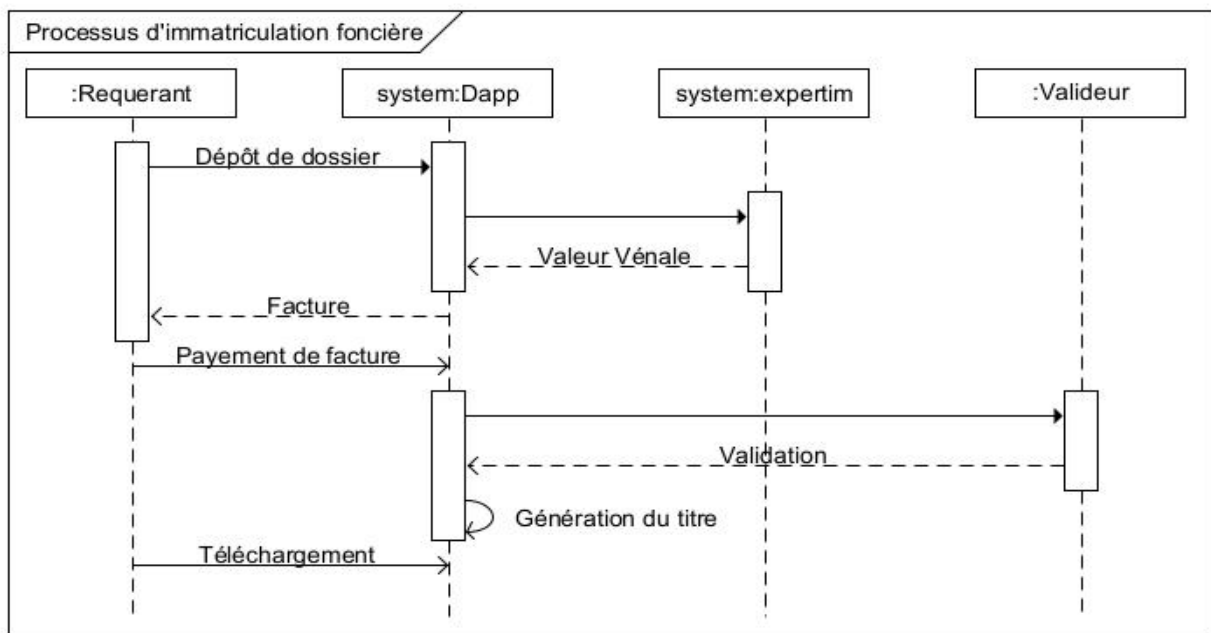 Processus d'immatriculation foncière
:Requerant
system:Dapp
system:expertim
:Valideur
Dépôt de dossier
Valeur Vénale
Facture
Payement de facture
Validation
Génération du titre
Téléchargement